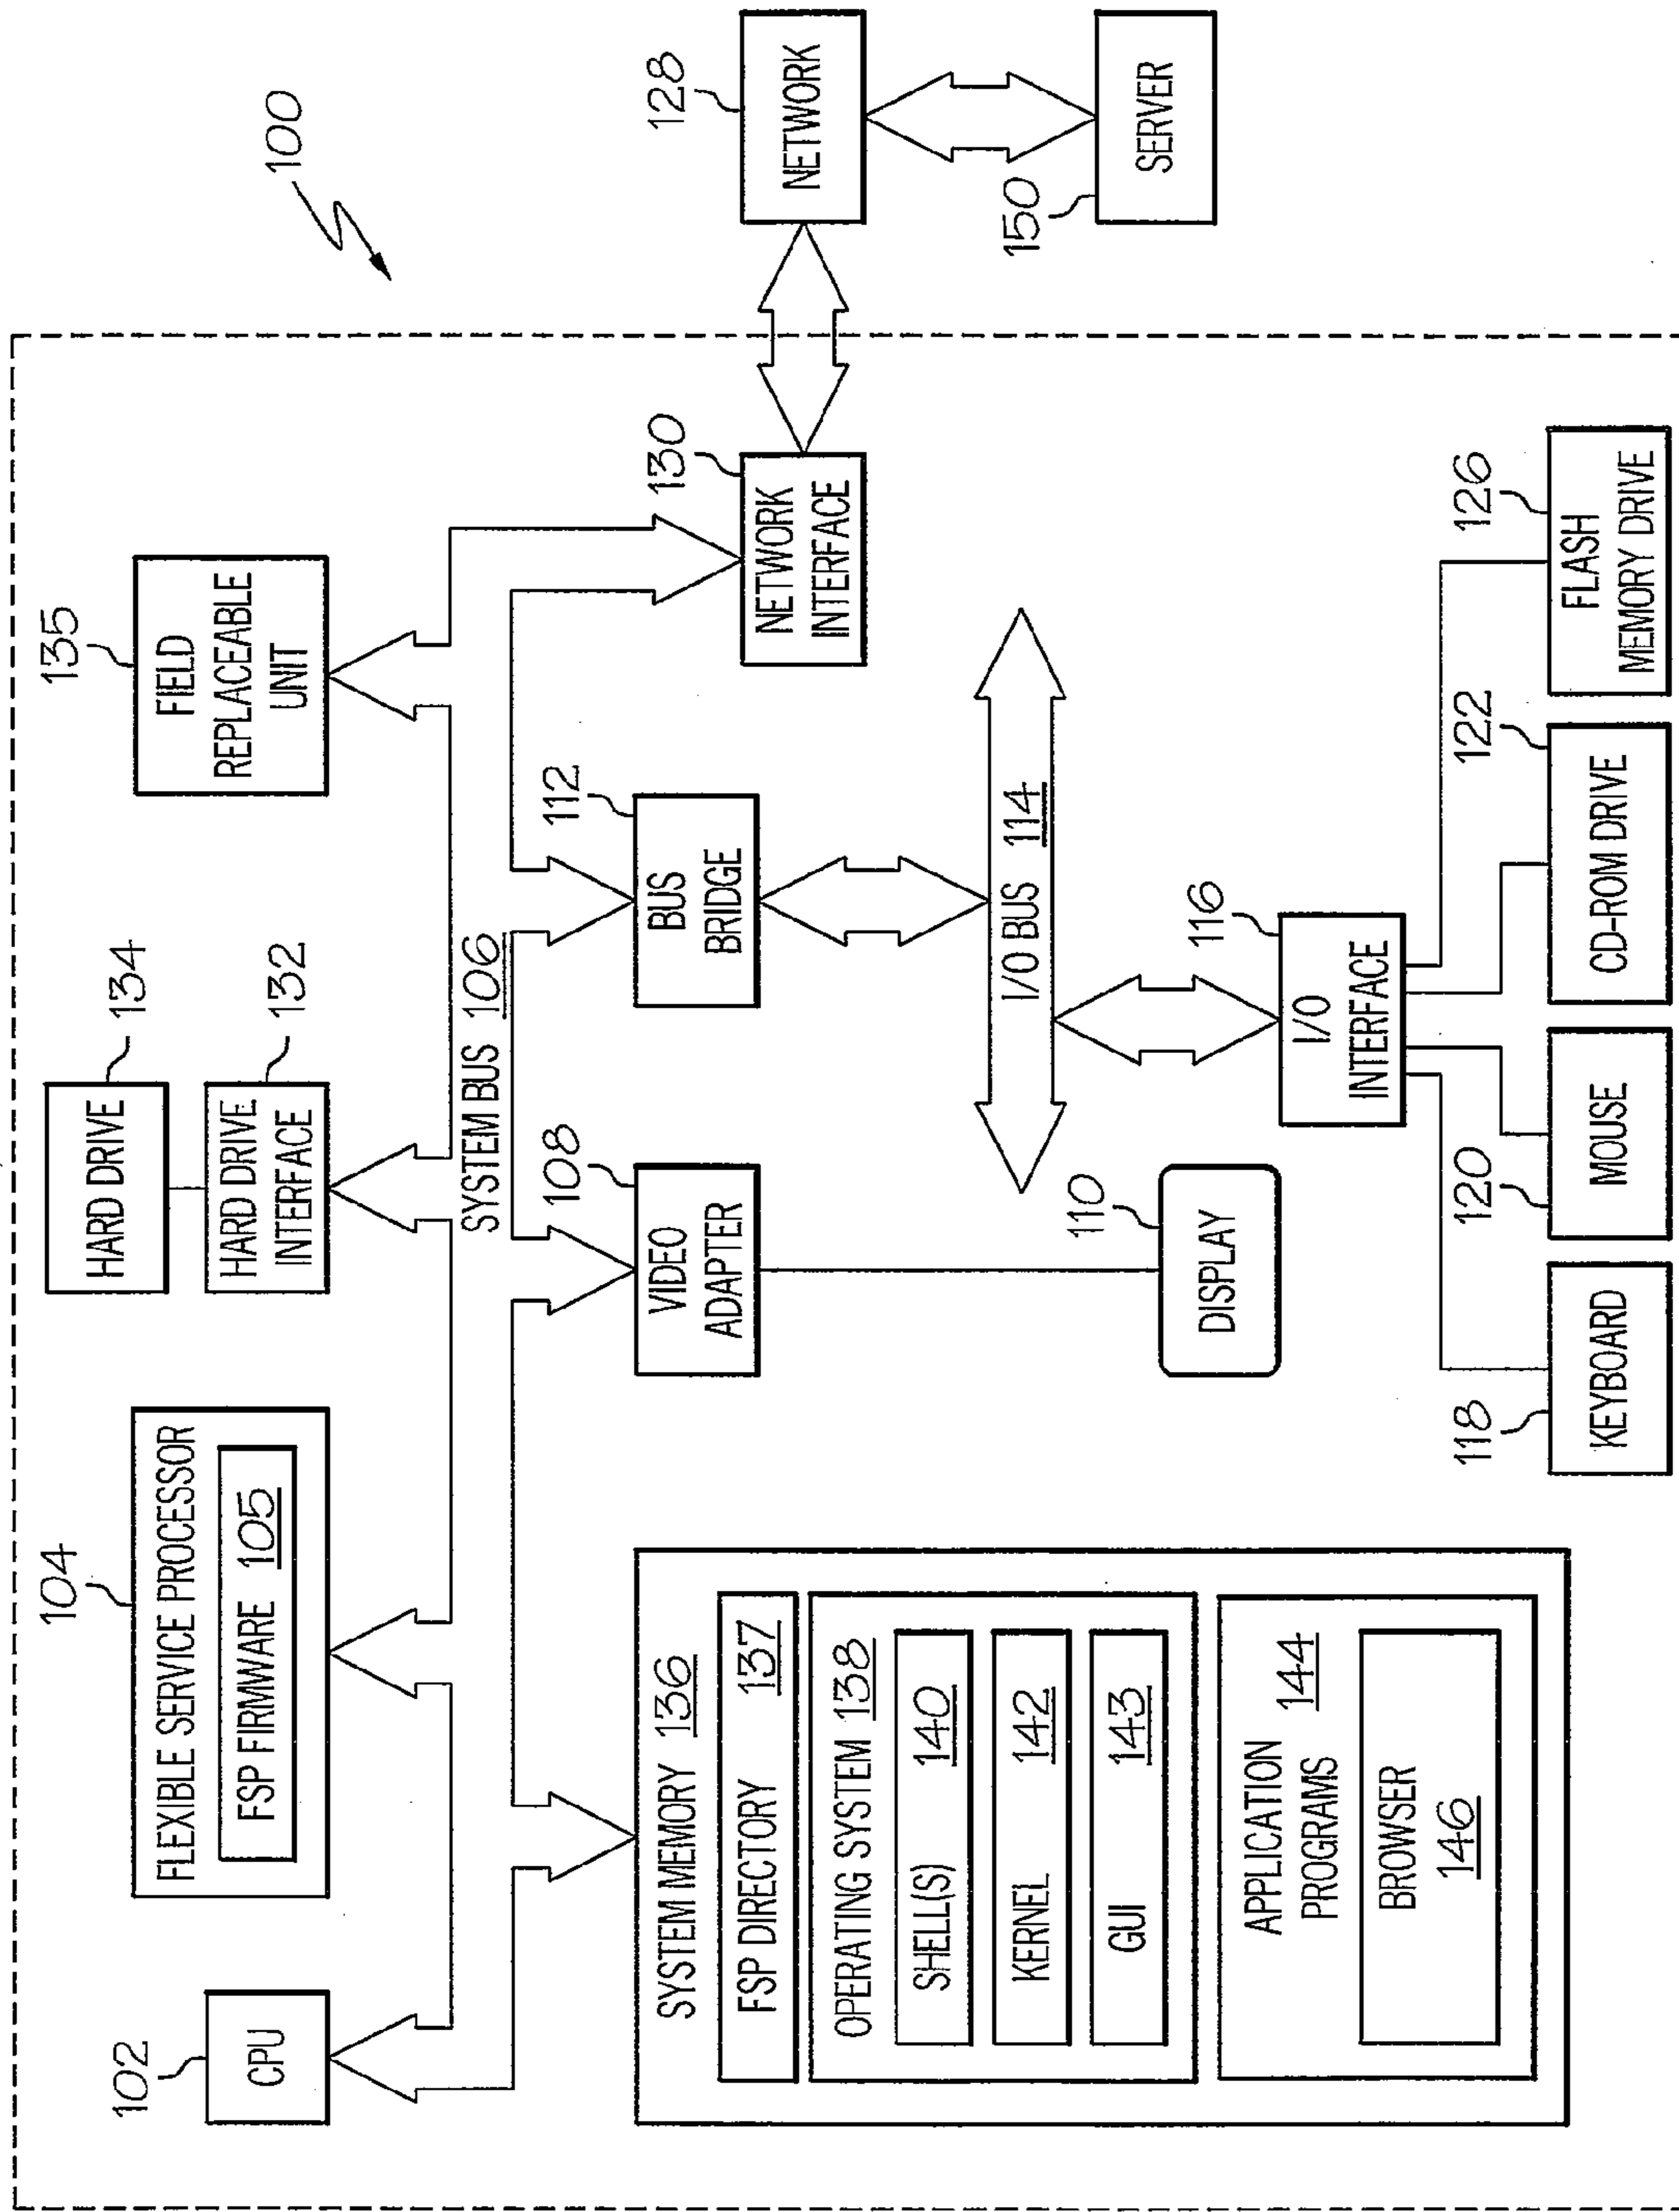 100
102
CPU
104
FLEXIBLE SERVICE PROCESSOR
FSP FIRMWARE 105
134
HARD DRIVE
132
HARD DRIVE
INTERFACE
135
FIELD
REPLACEABLE
UNIT
SYSTEM BUS 106
SYSTEM MEMORY 136
FSP DIRECTORY 137
OPERATING SYSTEM 138
SHELL(S) 140
KERNEL 142
GUI 143
APPLICATION
PROGRAMS 144
BROWSER
146
108
VIDEO
ADAPTER
112
BUS
BRIDGE
130
NETWORK
INTERFACE
128
NETWORK
110
DISPLAY
I/O BUS 114
150
SERVER
116
I/O
INTERFACE
118
KEYBOARD
120
MOUSE
122
CD-ROM DRIVE
126
FLASH
MEMORY DRIVE